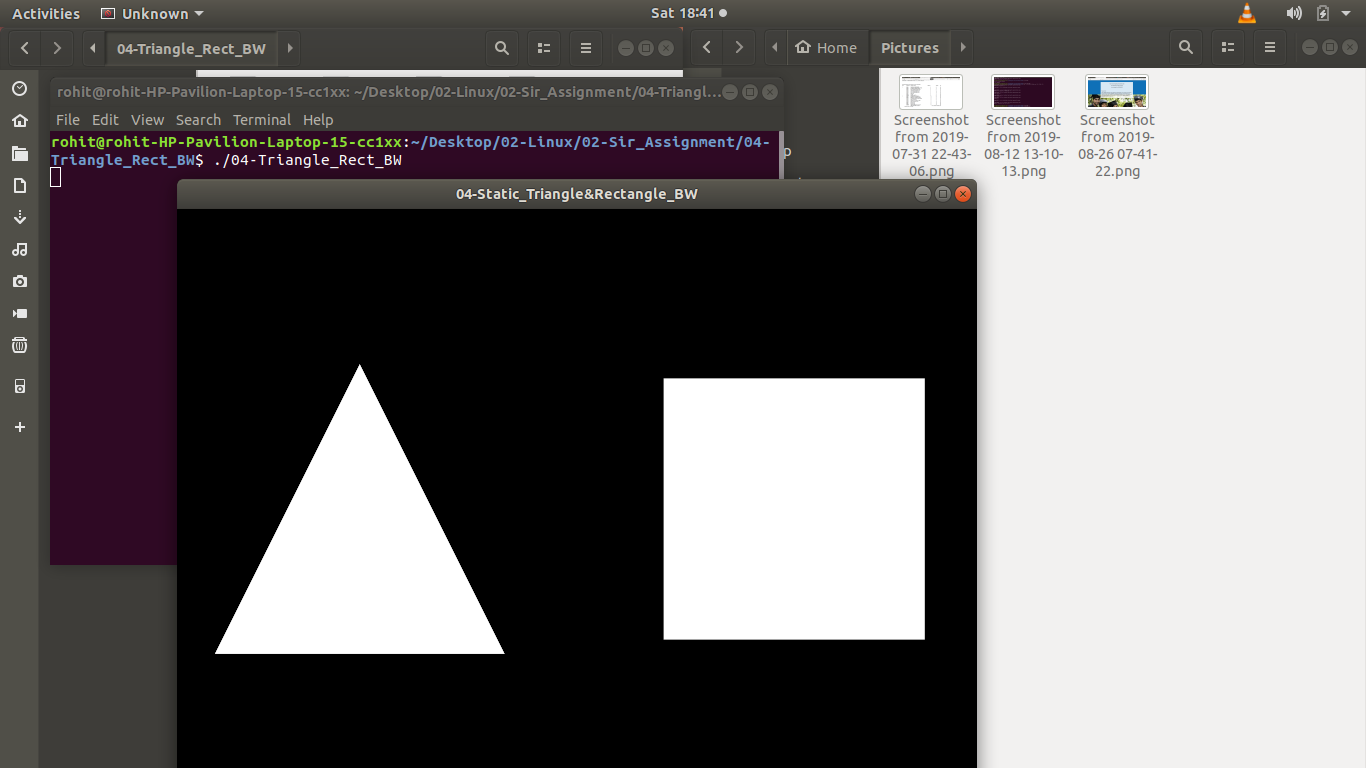 Activities
Unknown
Sat 18:41
04-Triangle_Rect_BW
Home
Pictures
rohit@rohit-HP-Pavilion-Laptop-15-cc1xx: ~/Desktop/02-Linux/02-Sir_Assignment/04-Triangl...
File Edit View Search Terminal Help
rohit@rohit-HP-Pavilion-Laptop-15-cc1xx:~/Desktop/02-Linux/02-Sir_Assignment/04-
Triangle_Rect_BW$ ./04-Triangle_Rect_BW
p
04-Static_Triangle&Rectangle_BW
Screenshot
from 2019-
07-31 22-43-
06.png
Screenshot
from 2019-
08-12 13-10-
13.png
Screenshot
from 2019-
08-26 07-41-
22.png